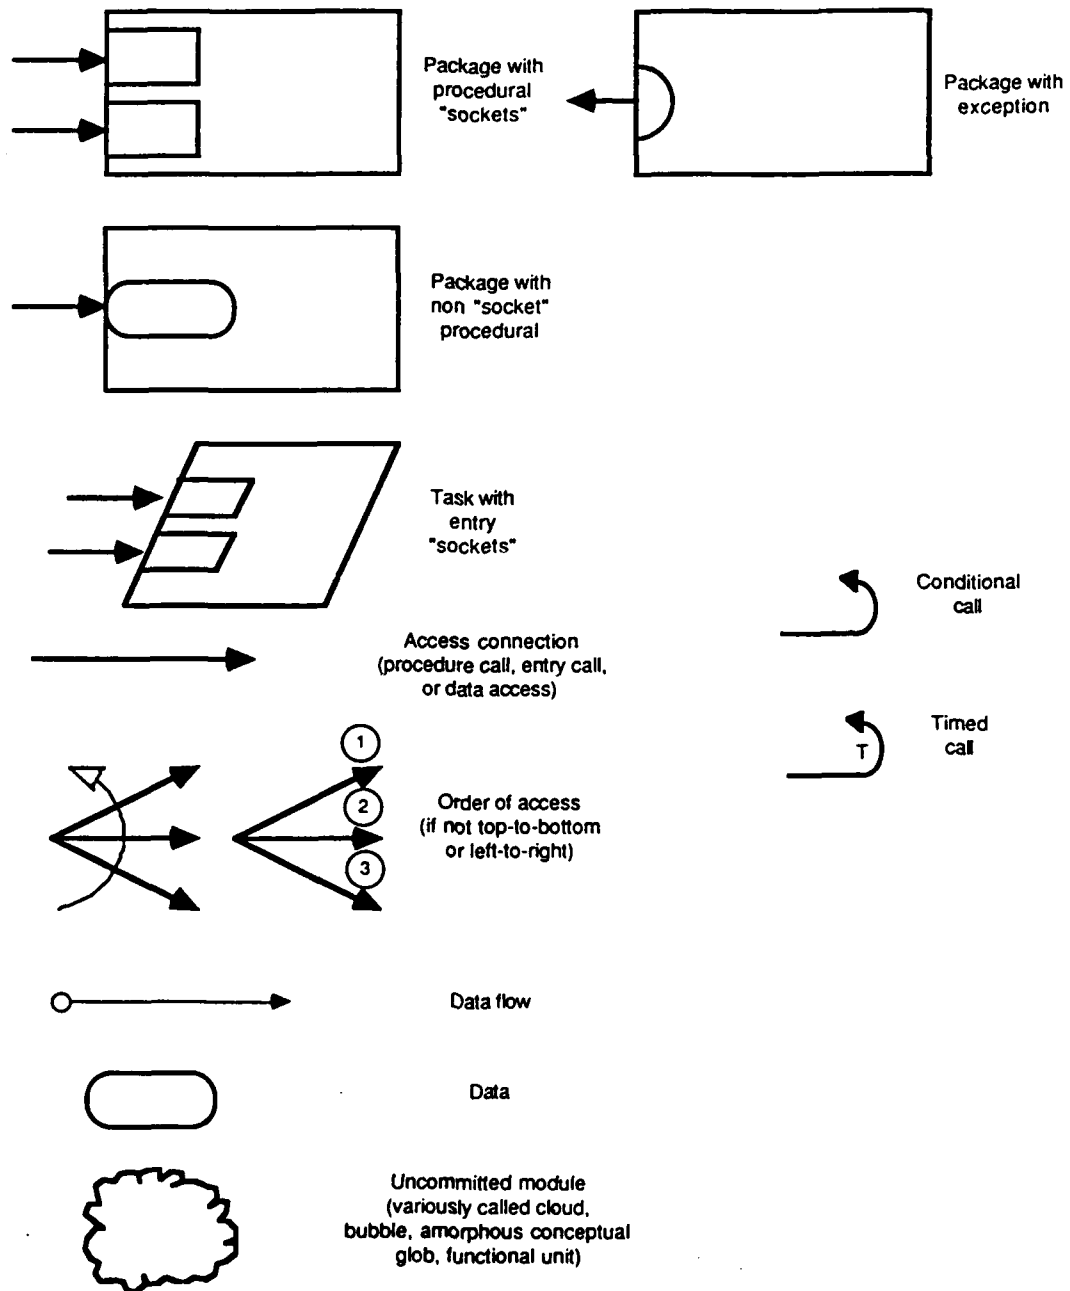 Package with
procedural
"sockets"
Package with
exception
Package with
non "socket"
procedural
Task with
entry
"sockets"
Conditional
call
Access connection
(procedure call, entry call,
or data access)
Timed
call
T
1
2
3
Order of access
(if not top-to-bottom
or left-to-right)
Data flow
Data
Uncommitted module
(variously called cloud,
bubble, amorphous conceptual
glob, functional unit)